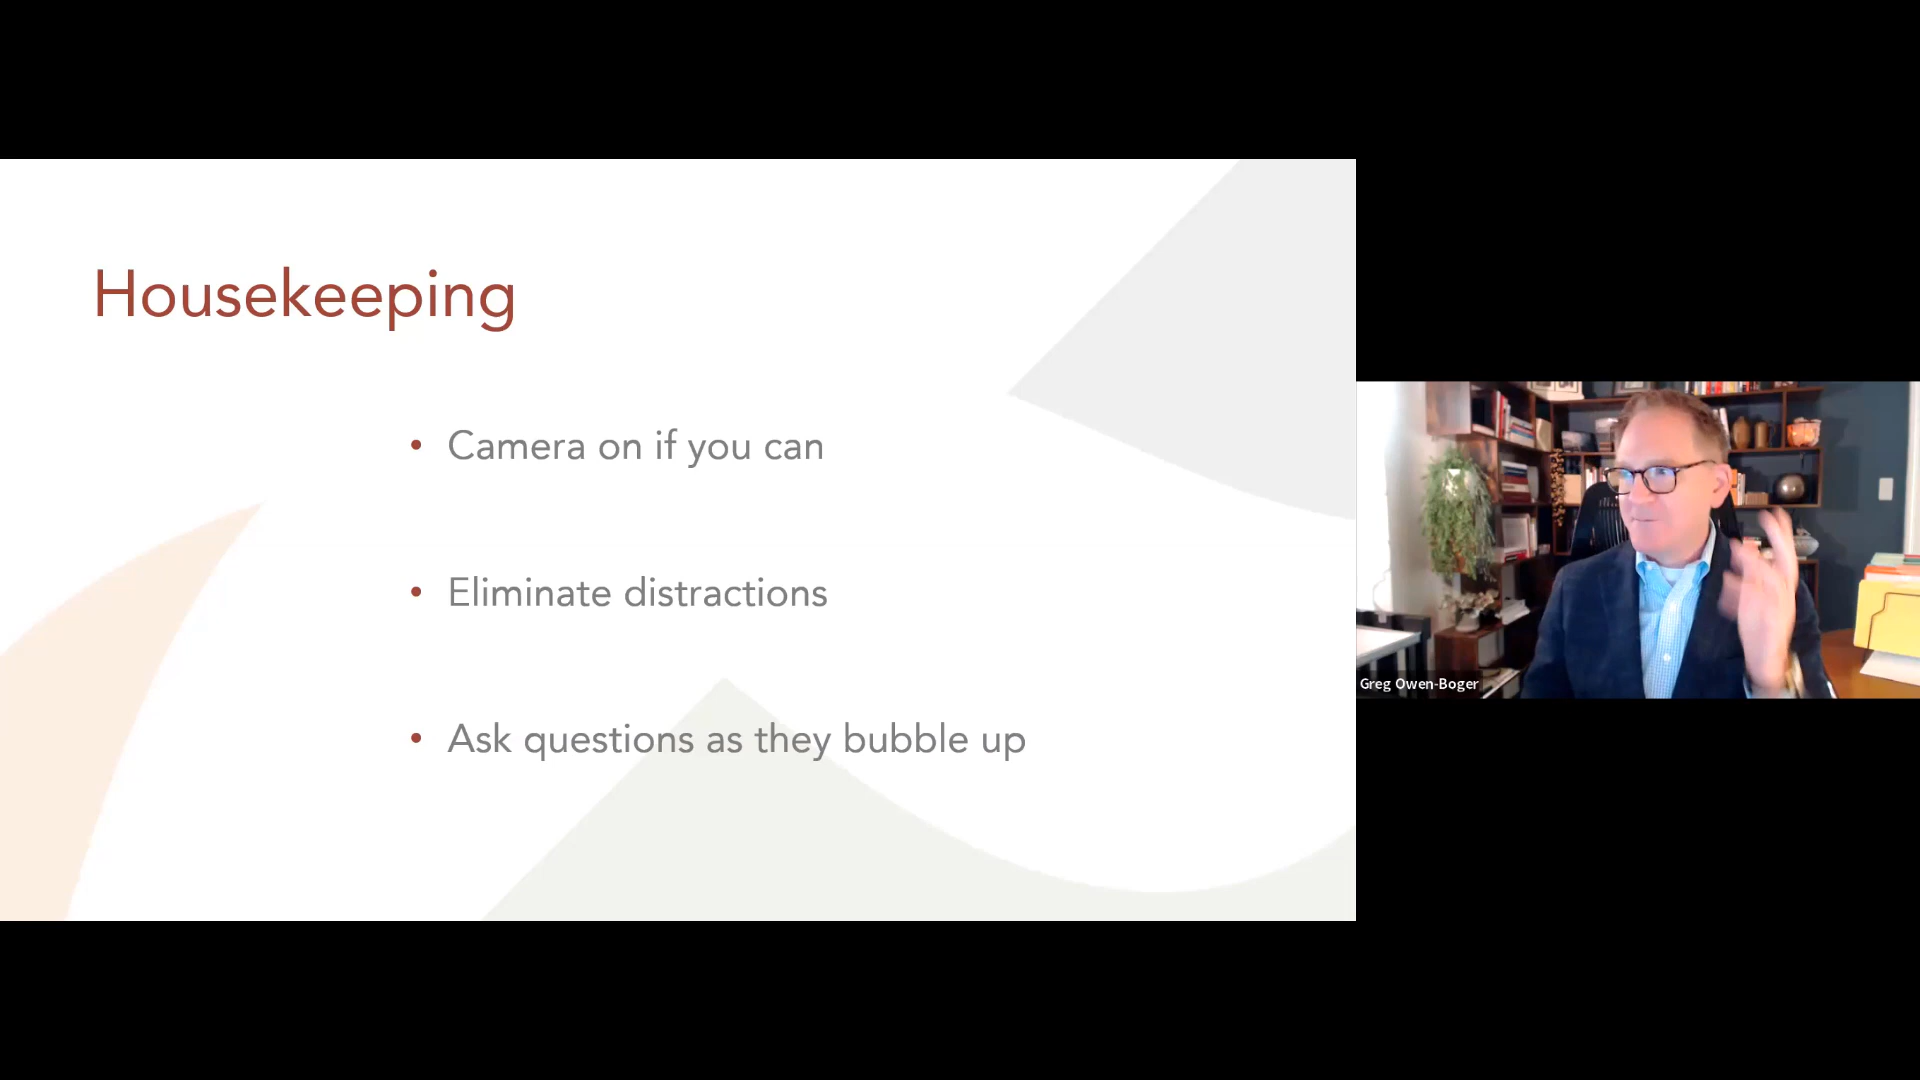 Housekeeping
• Camera on if you can
• Eliminate distractions
• Ask questions as they bubble up
Greg Owen-Boger